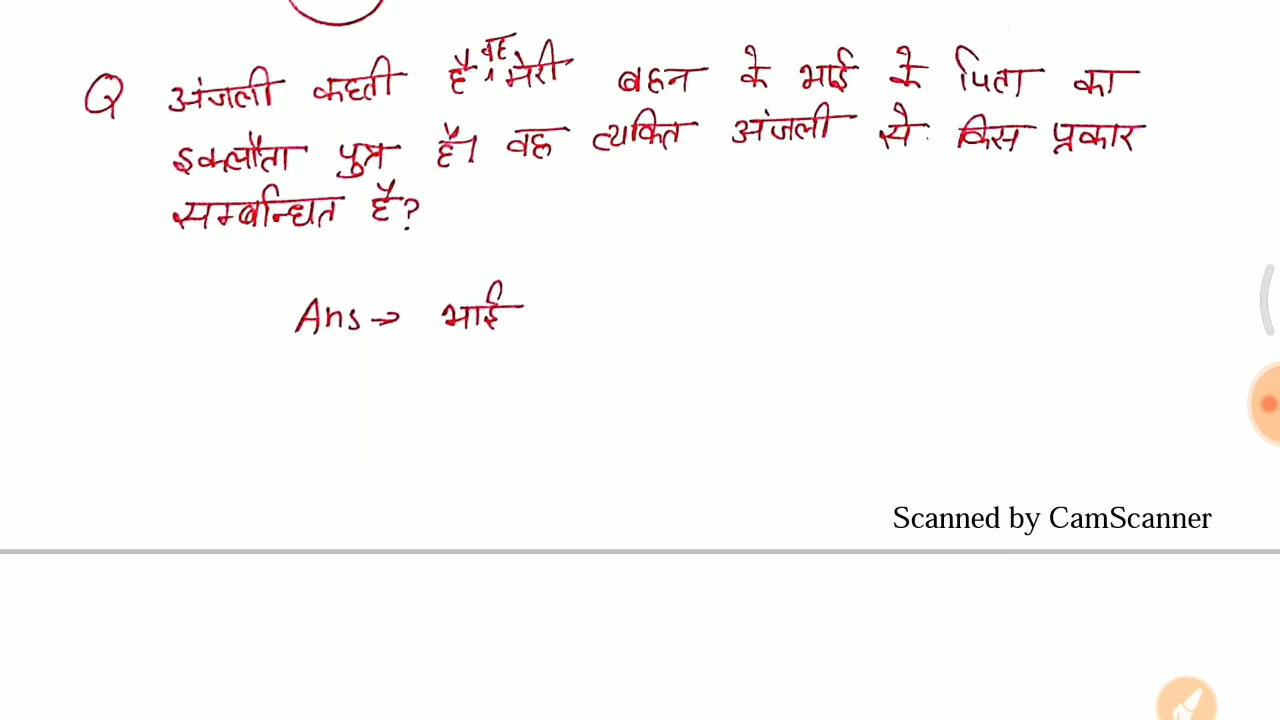 Q अंजली कहती है, वह मेरी बहन के भाई के पिता का
इकलौता पुत्र है। वह व्यक्ति अंजली से किस प्रकार
सम्बन्धित है?
Ans → भाई
Scanned by CamScanner